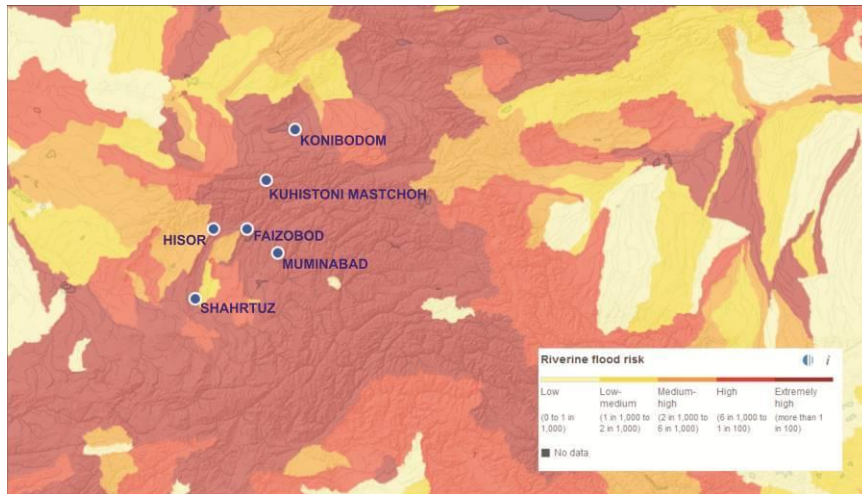 KONIBODOM
KUHISTONI MASTCHOH
HISOR
FAIZOBOD
MUMINABAD
SHAHRTUZ
Riverine flood risk i
Low Low- Medium- High Extremely
medium high high
(0 to 1 in (1 in 1,000 to (2 in 1,000 to (6 in 1,000 to (more than 1
1,000) 2 in 1,000) 6 in 1,000) 1 in 100) in 100)
No data